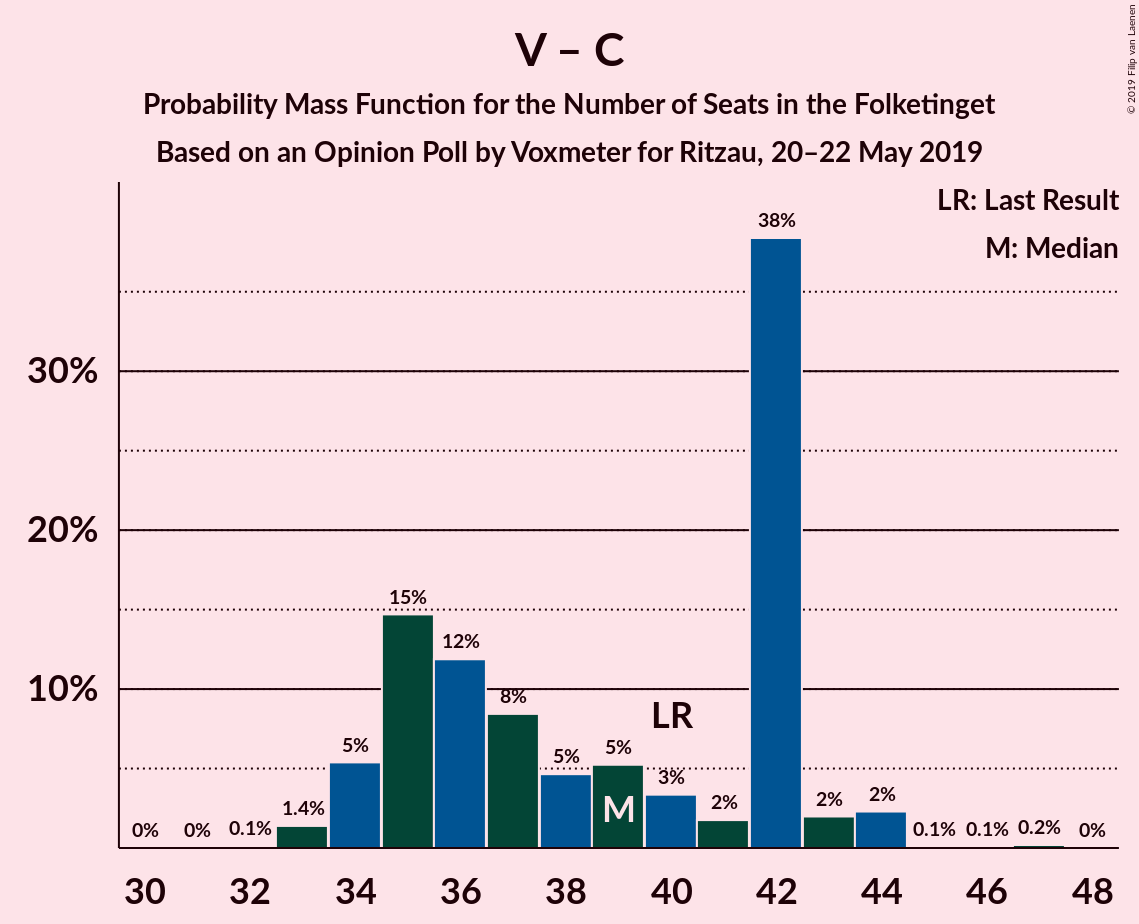 V – C
Probability Mass Function for the Number of Seats in the Folketinget
Based on an Opinion Poll by Voxmeter for Ritzau, 20–22 May 2019
© 2019 Filip van Laenen
LR: Last Result
M: Median
30%
20%
10%
0%
0%
0.1%
1.4%
5%
15%
12%
8%
5%
5%
3%
2%
38%
2%
2%
0.1%
0.1%
0.2%
0%
LR
M
30 32 34 36 38 40 42 44 46 48